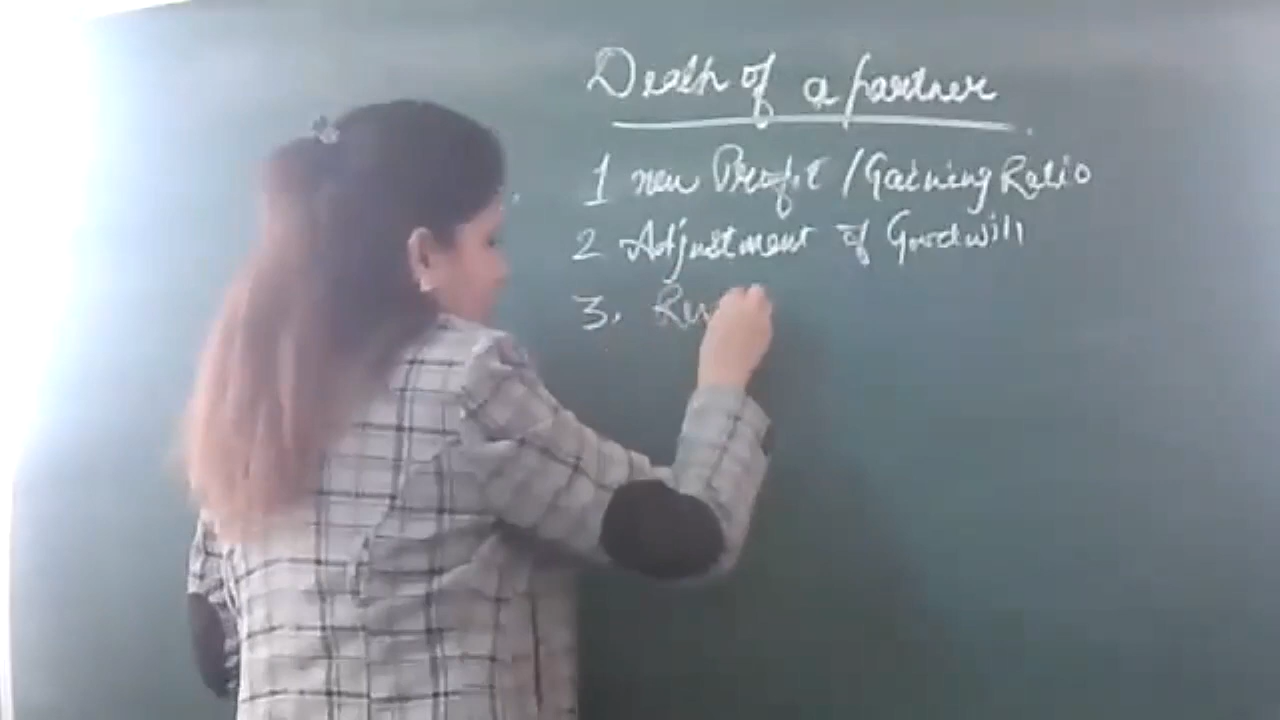 Death of a partner
1 new Profit / Gaining Ratio
2 Adjustment of Goodwill
3.